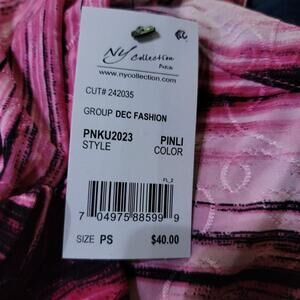 NY Collection
Petite
www.nycollection.com
CUT# 242035
GROUP DEC FASHION
PNKU2023 PINLI
STYLE COLOR
FL_2
7 04975 88599 9
SIZE PS $40.00